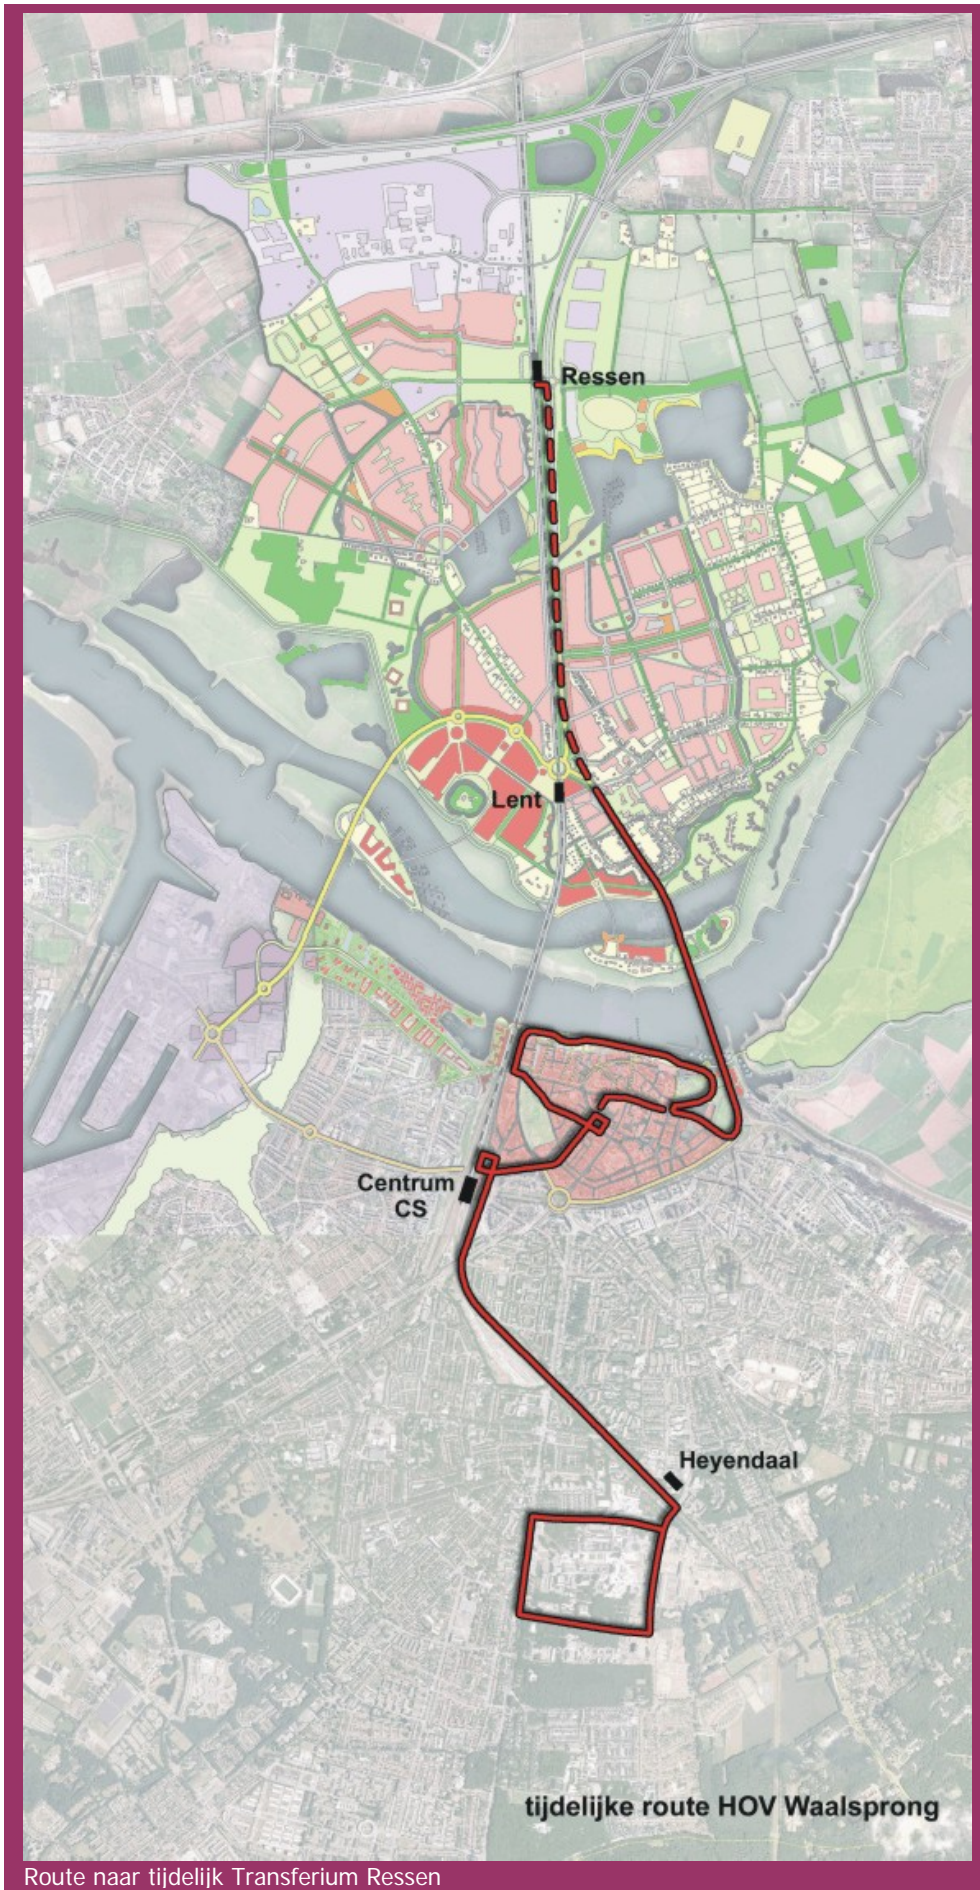 Ressen
Lent
Centrum
CS
Heyendaal
tijdelijke route HOV Waalsprong
Route naar tijdelijk Transferium Ressen